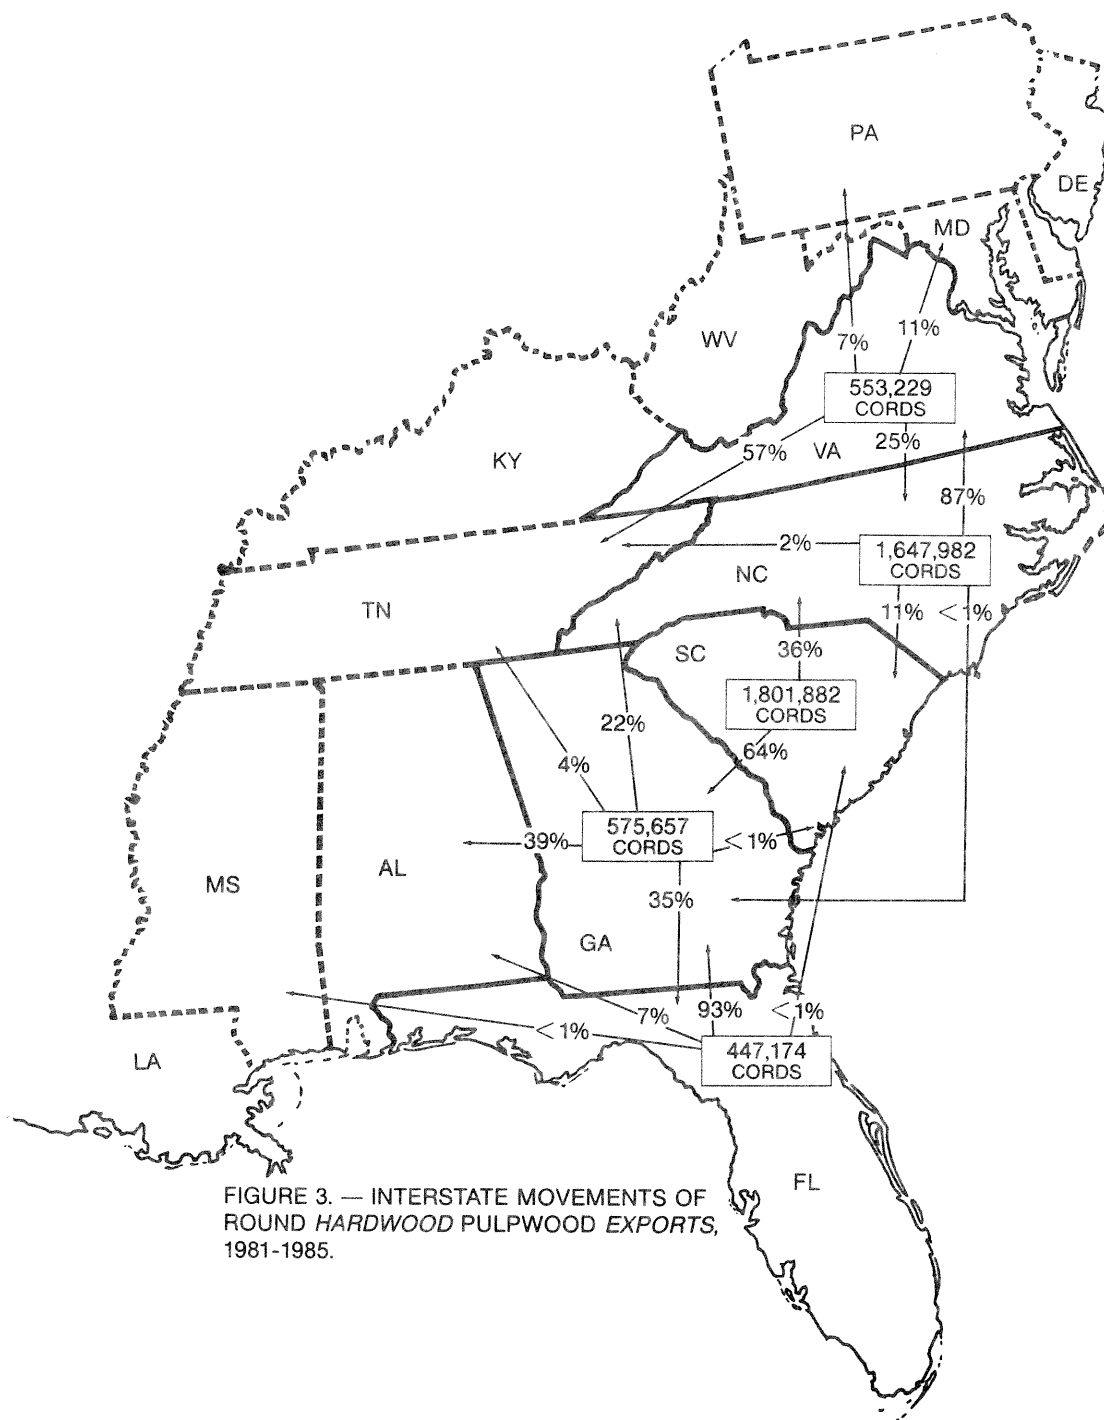 PA
DE
MD
WV
7%
11%
553,229
CORDS
25%
VA
57%
KY
87%
2%
1,647,982
CORDS
NC
11%
<1%
TN
SC
36%
1,801,882
CORDS
22%
64%
4%
575,657
CORDS
39%
<1%
AL
MS
35%
GA
93%
<1%
7%
<1%
447,174
CORDS
LA
FL
FIGURE 3. — INTERSTATE MOVEMENTS OF
ROUND HARDWOOD PULPWOOD EXPORTS,
1981-1985.